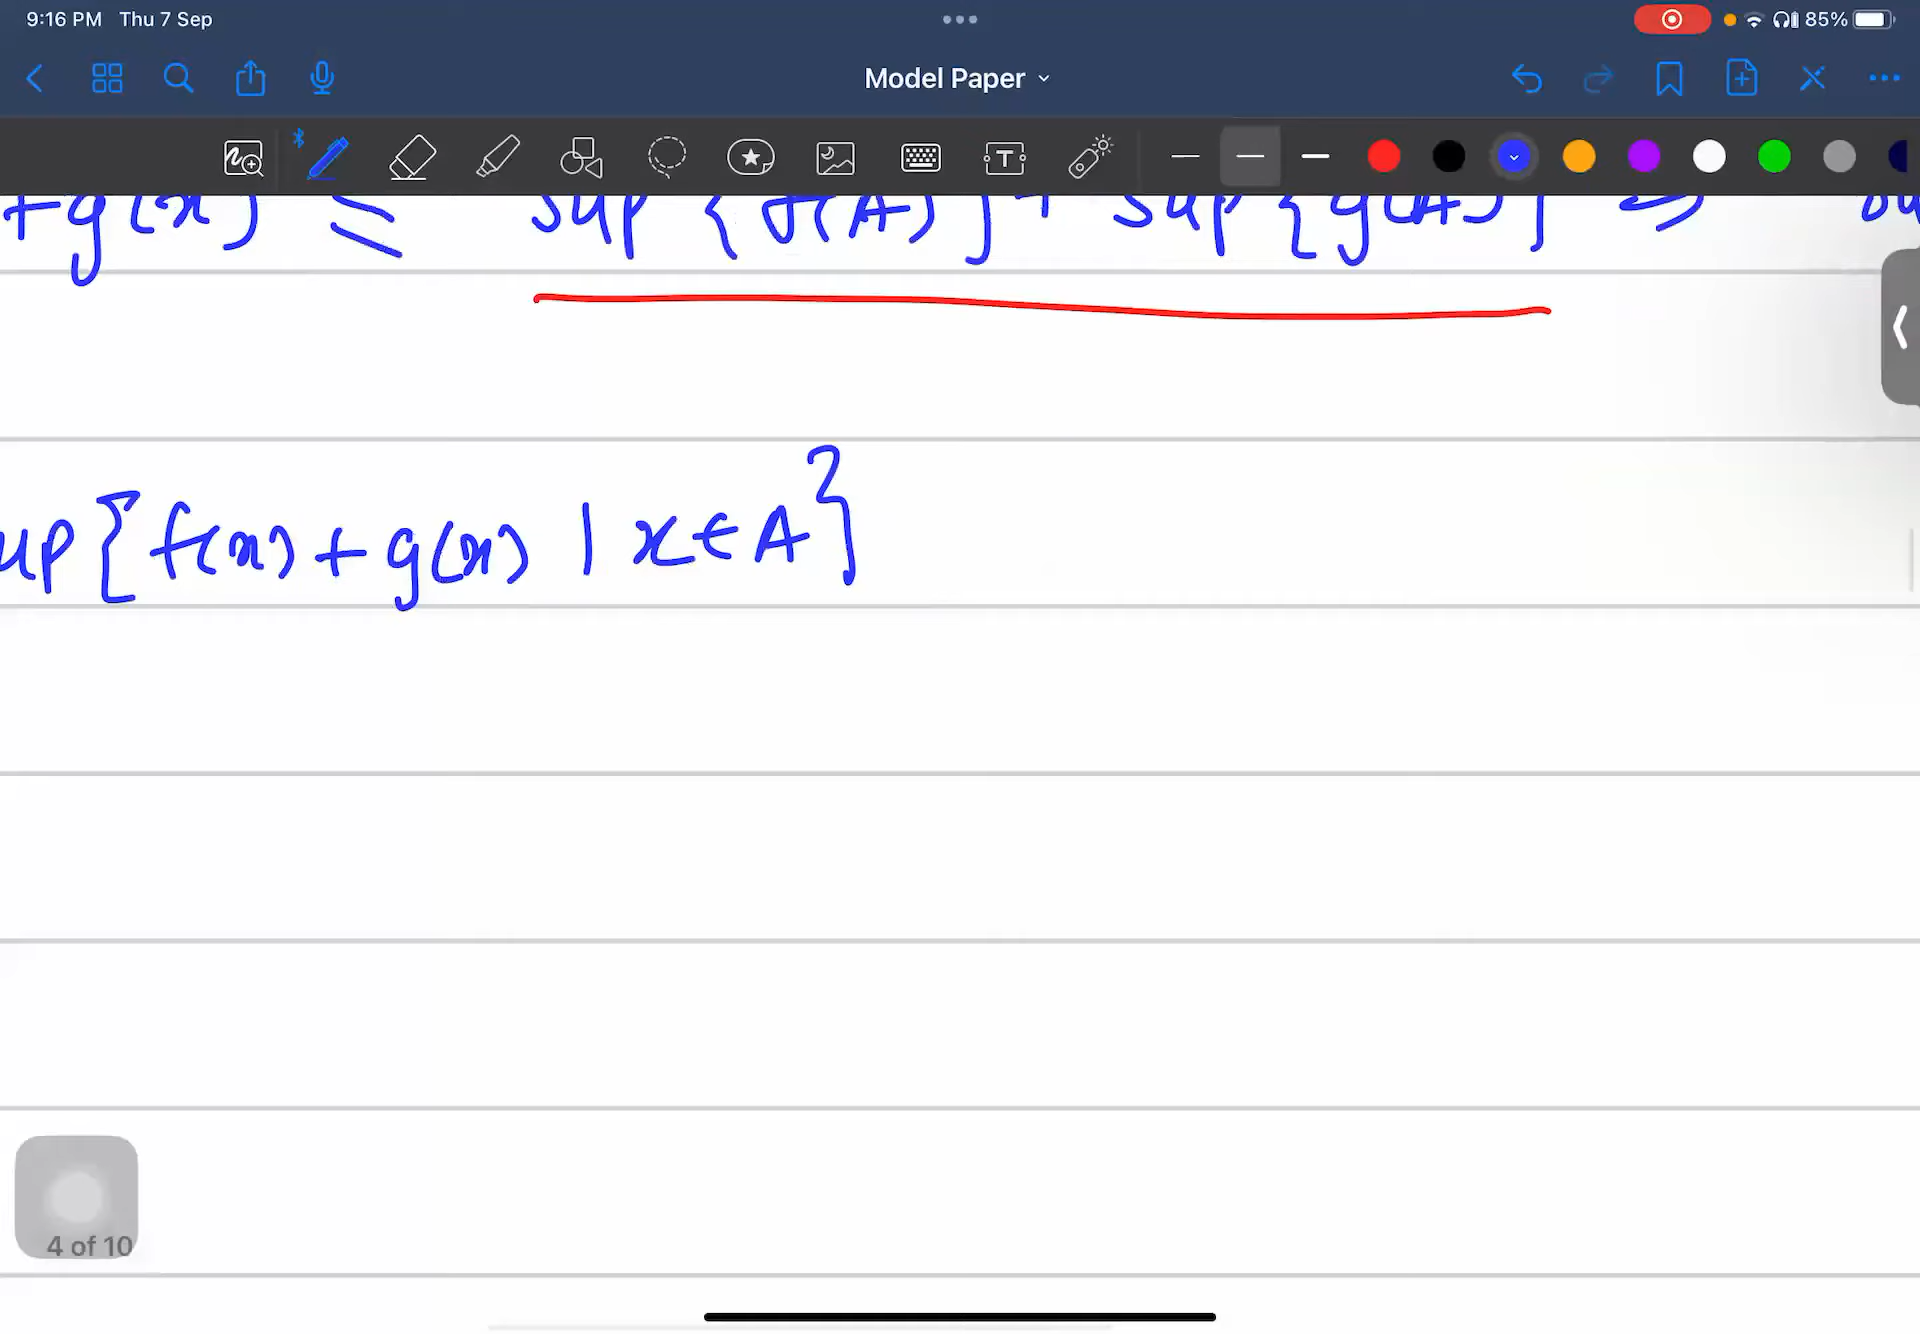 9:16 PM Thu 7 Sep 85%
Model Paper
T
+g(x) ≤ sup {f(A)} + sup {g(A)} ⇒
up {f(x) + g(x) | x ∈ A}
4 of 10